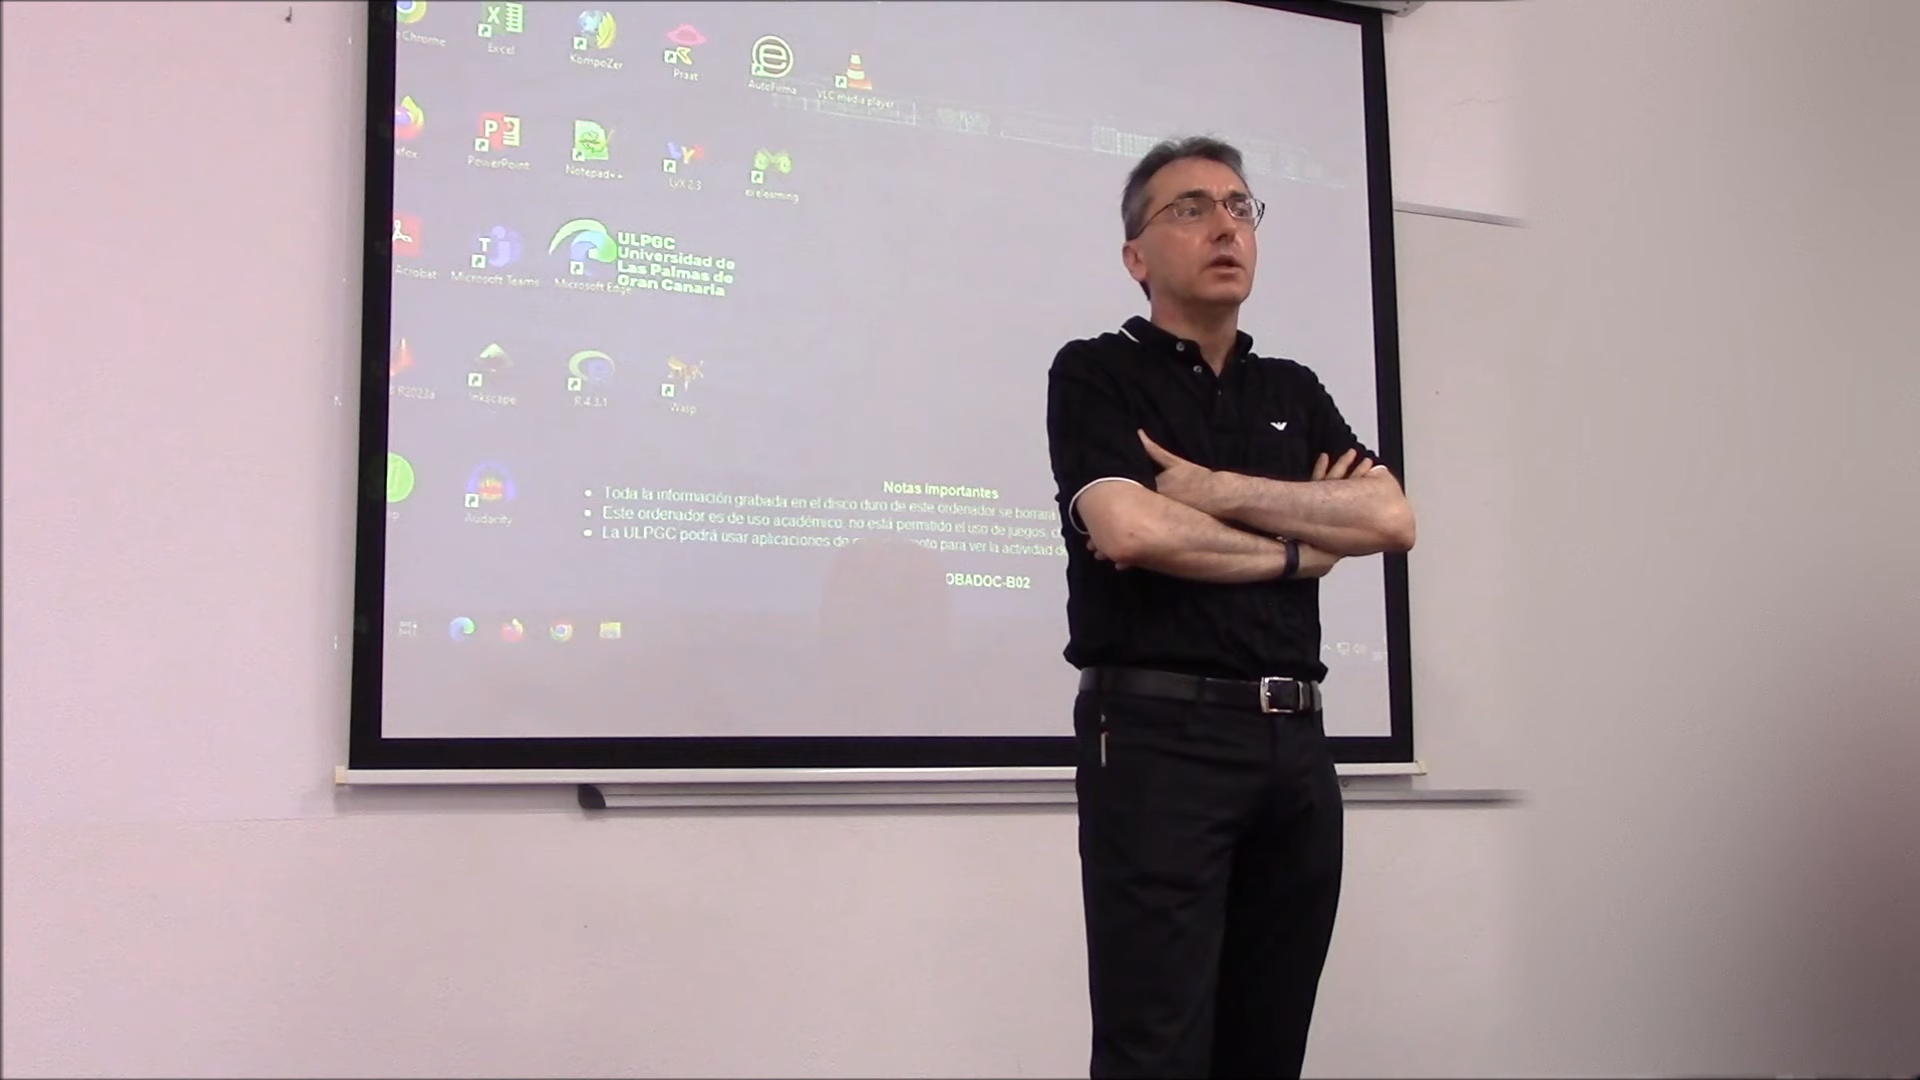 Chrome
Excel
KompoZer
Praat
AutoFirma
VLC media player
PowerPoint
Notepad++
LyX 2.3
exelearning
Acrobat
Microsoft Teams
Microsoft Edge
ULPGC
Universidad de
Las Palmas de
Gran Canaria
R2023a
Inkscape
R 4.3.1
Wasp
Audacity
Notas importantes
Toda la información grabada en el disco duro de este ordenador se borrará
Este ordenador es de uso académico, no está permitido el uso de juegos,
La ULPGC podrá usar aplicaciones de para ver la actividad
OBADOC-B02